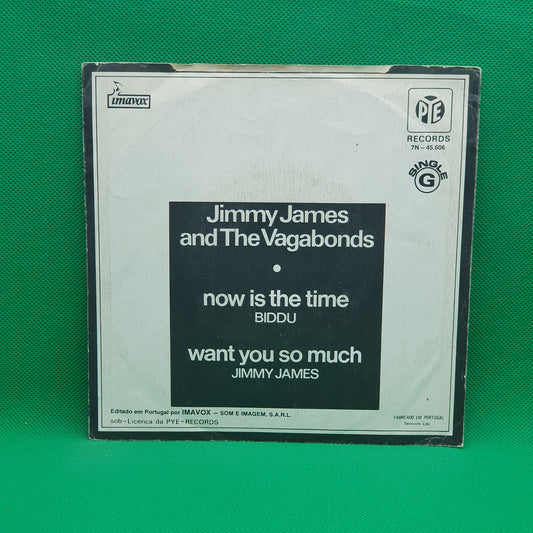 imavox
PYE
RECORDS
7N - 45.606
SINGLE
G
Jimmy James
and The Vagabonds
now is the time
BIDDU
want you so much
JIMMY JAMES
Editado em Portugal por IMAVOX — SOM E IMAGEM, S.A.R.L.
sob-Licença da PYE-RECORDS
FABRICADO EM PORTUGAL